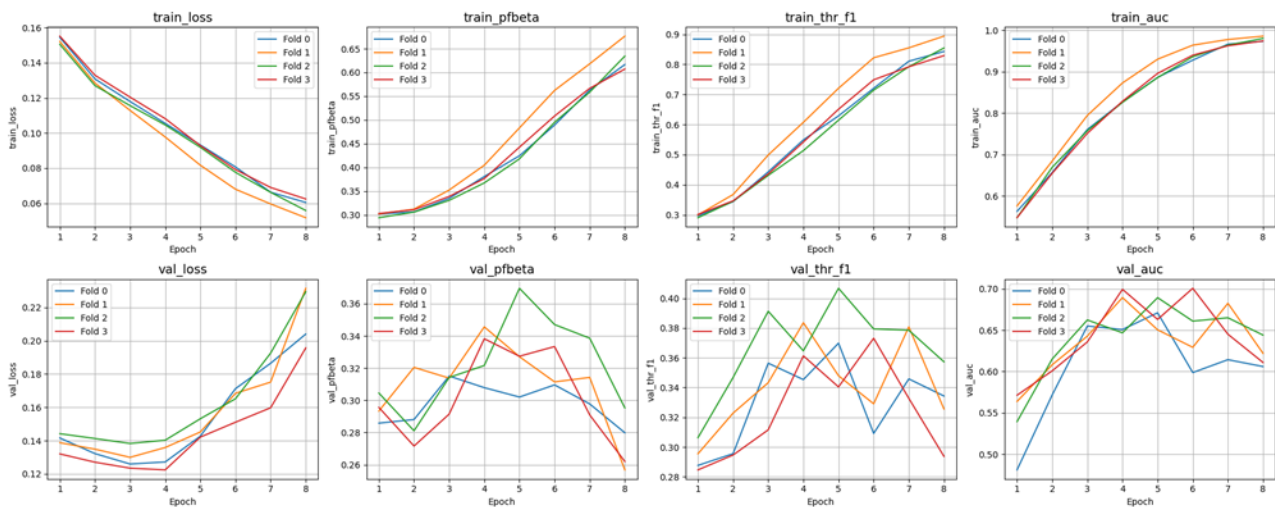 train_loss
train_loss
0.16
0.14
0.12
0.10
0.08
0.06
Fold 0
Fold 1
Fold 2
Fold 3
1 2 3 4 5 6 7 8
Epoch
train_pfbeta
train_pfbeta
0.65
0.60
0.55
0.50
0.45
0.40
0.35
0.30
Fold 0
Fold 1
Fold 2
Fold 3
1 2 3 4 5 6 7 8
Epoch
train_thr_f1
train_thr_f1
0.9
0.8
0.7
0.6
0.5
0.4
0.3
Fold 0
Fold 1
Fold 2
Fold 3
1 2 3 4 5 6 7 8
Epoch
train_auc
train_auc
1.0
0.9
0.8
0.7
0.6
Fold 0
Fold 1
Fold 2
Fold 3
1 2 3 4 5 6 7 8
Epoch
val_loss
val_loss
0.22
0.20
0.18
0.16
0.14
0.12
Fold 0
Fold 1
Fold 2
Fold 3
1 2 3 4 5 6 7 8
Epoch
val_pfbeta
val_pfbeta
0.36
0.34
0.32
0.30
0.28
0.26
Fold 0
Fold 1
Fold 2
Fold 3
1 2 3 4 5 6 7 8
Epoch
val_thr_f1
val_thr_f1
0.40
0.38
0.36
0.34
0.32
0.30
0.28
Fold 0
Fold 1
Fold 2
Fold 3
1 2 3 4 5 6 7 8
Epoch
val_auc
val_auc
0.70
0.65
0.60
0.55
0.50
Fold 0
Fold 1
Fold 2
Fold 3
1 2 3 4 5 6 7 8
Epoch